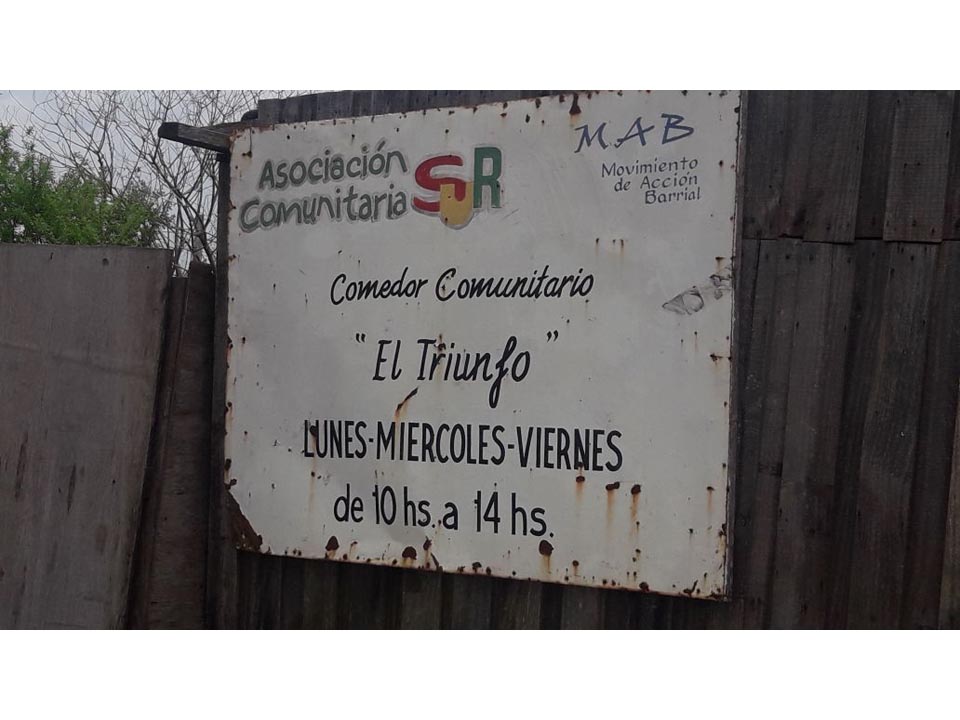 Asociación
Comunitaria SUR
MAB
Movimiento
de Acción
Barrial
Comedor Comunitario
"El Triunfo"
LUNES-MIERCOLES-VIERNES
de 10 hs. a 14 hs.